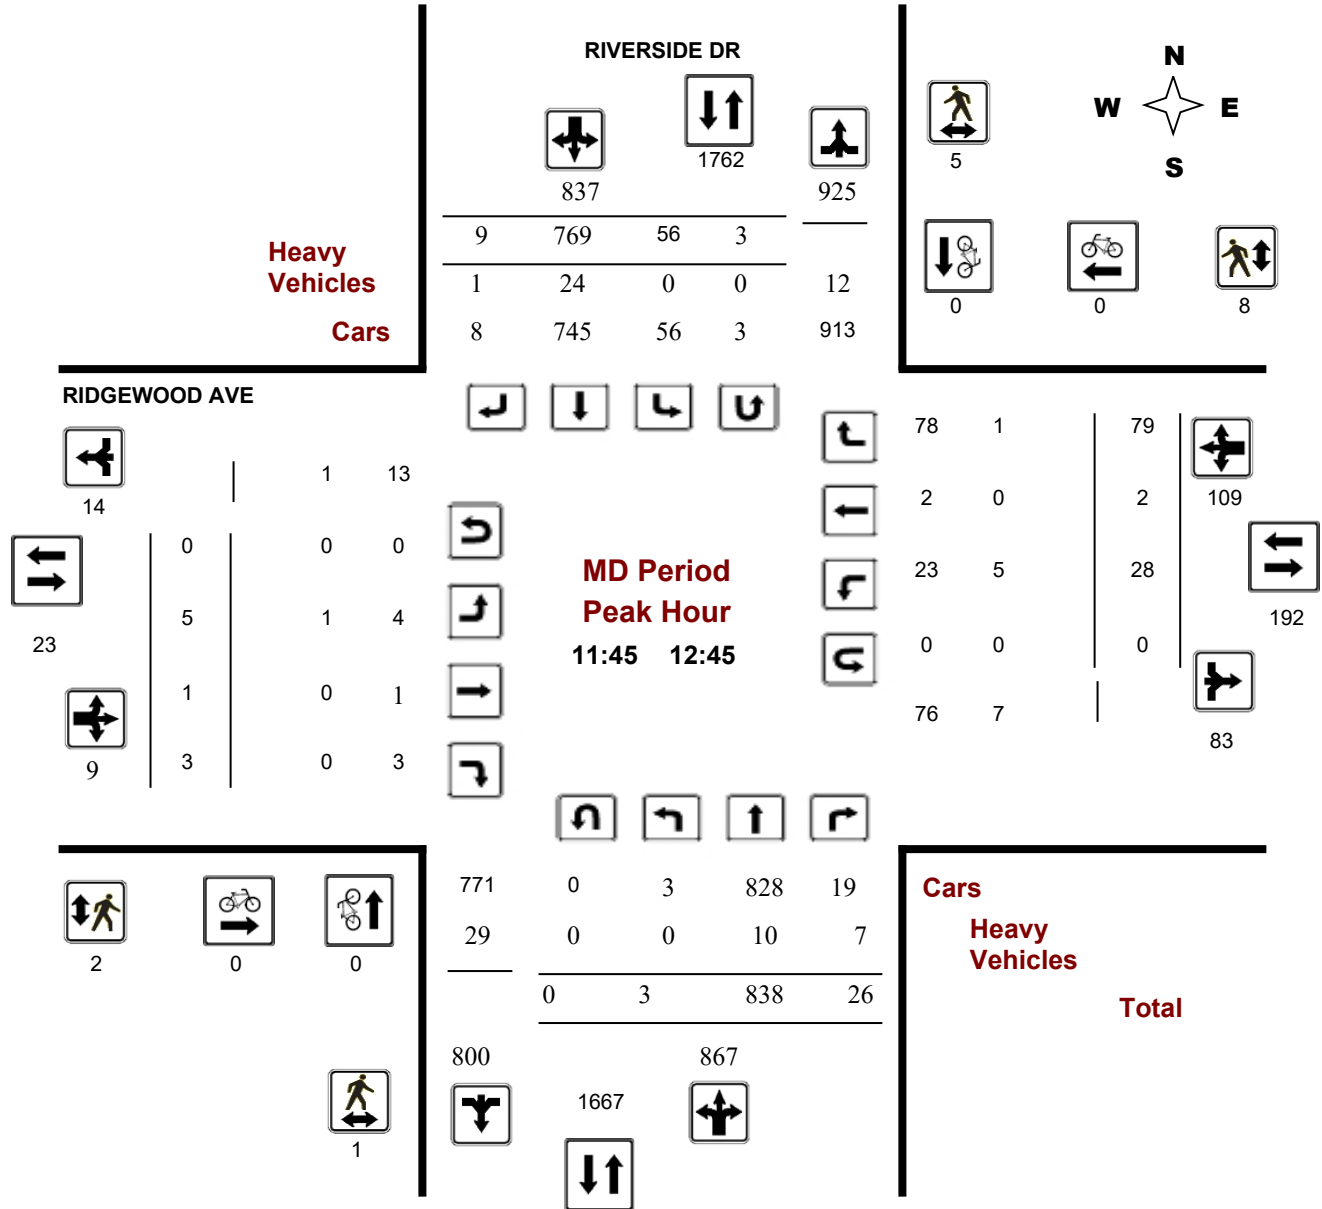 RIVERSIDE DR
N
W E
S
1762
5
837 925
9 769 56 3
Heavy
Vehicles
1 24 0 0 12
0 0 8
Cars
8 745 56 3 913
RIDGEWOOD AVE
78 1 79
1 13
14
2 0 2 109
0 0 0
MD Period
23 5 28
Peak Hour
5 1 4
192
23
11:45 12:45
0 0 0
1 0 1
76 7
83
9 3 0 3
771 0 3 828 19
Cars
29 0 0 10 7
Heavy
Vehicles
2 0 0
0 3 838 26
Total
800 867
1667
1